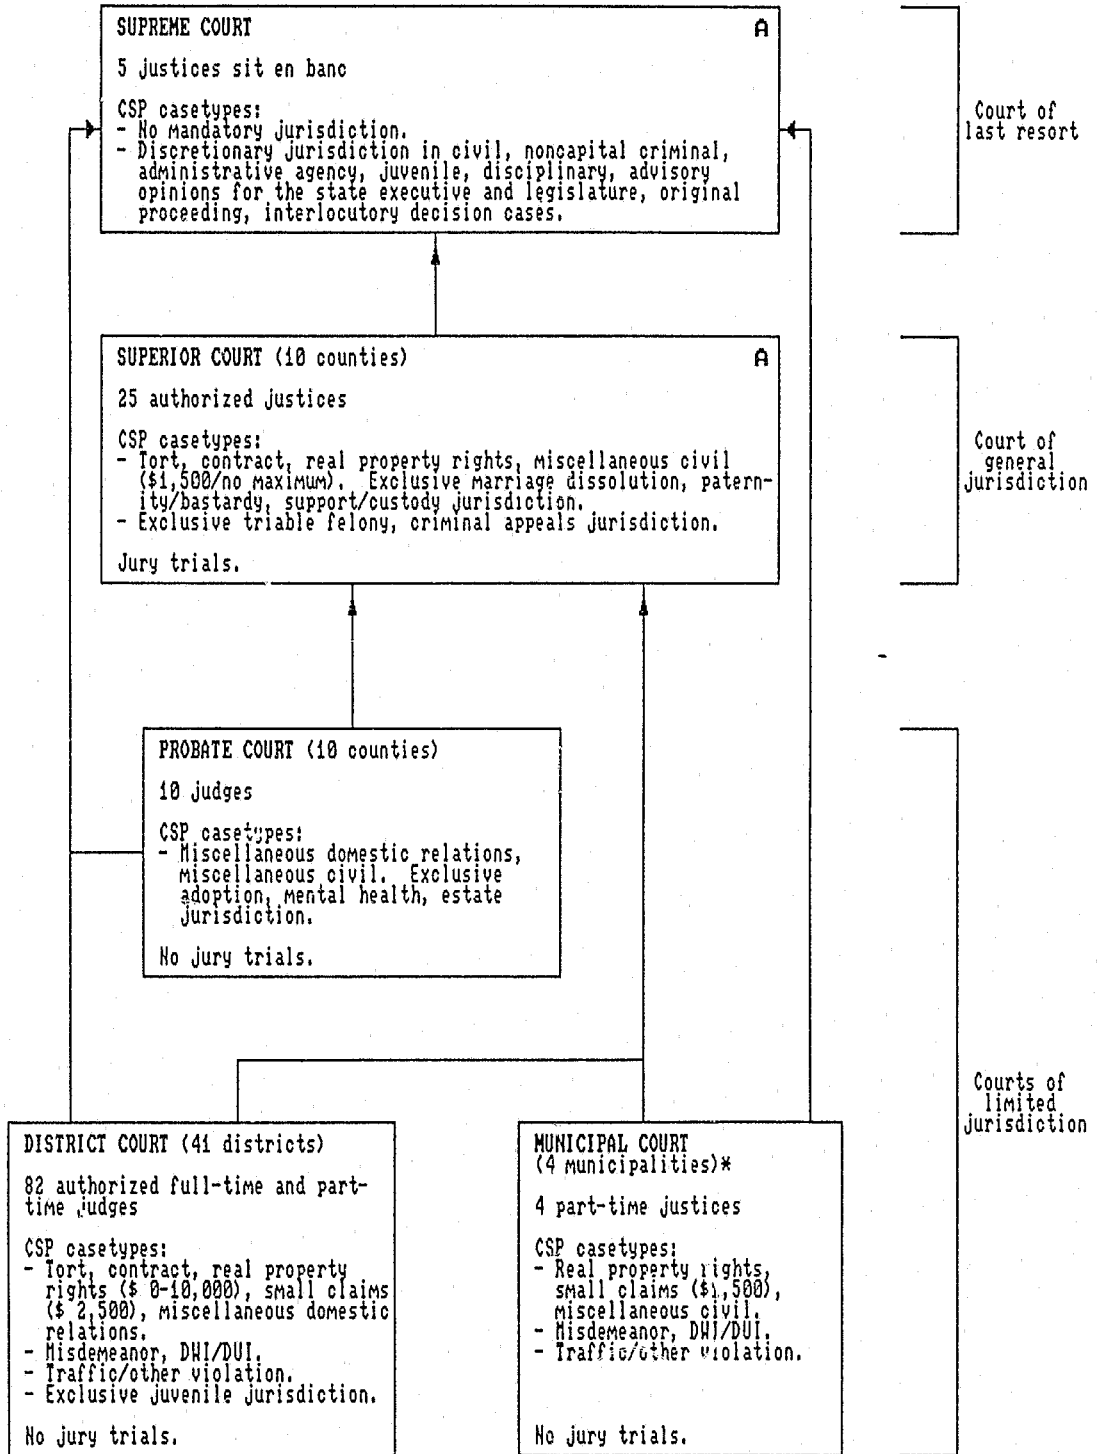 SUPREME COURT A
5 justices sit en banc
CSP casetypes:
- No mandatory jurisdiction.
- Discretionary jurisdiction in civil, noncapital criminal,
administrative agency, juvenile, disciplinary, advisory
opinions for the state executive and legislature, original
proceeding, interlocutory decision cases.
Court of
last resort
SUPERIOR COURT (10 counties) A
25 authorized justices
CSP casetypes:
- Tort, contract, real property rights, miscellaneous civil
($1,500/no maximum). Exclusive marriage dissolution, patern-
ity/bastardy, support/custody jurisdiction.
- Exclusive triable felony, criminal appeals jurisdiction.
Jury trials.
Court of
general
jurisdiction
PROBATE COURT (10 counties)
10 judges
CSP casetypes:
- Miscellaneous domestic relations,
miscellaneous civil. Exclusive
adoption, mental health, estate
jurisdiction.
No jury trials.
DISTRICT COURT (41 districts)
82 authorized full-time and part-
time judges
CSP casetypes:
- Tort, contract, real property
rights ($ 0-10,000), small claims
($ 2,500), miscellaneous domestic
relations.
- Misdemeanor, DWI/DUI.
- Traffic/other violation.
- Exclusive juvenile jurisdiction.
No jury trials.
MUNICIPAL COURT
(4 municipalities)*
4 part-time justices
CSP casetypes:
- Real property rights,
small claims ($1,500),
miscellaneous civil.
- Misdemeanor, DWI/DUI.
- Traffic/other violation.
No jury trials.
Courts of
limited
jurisdiction